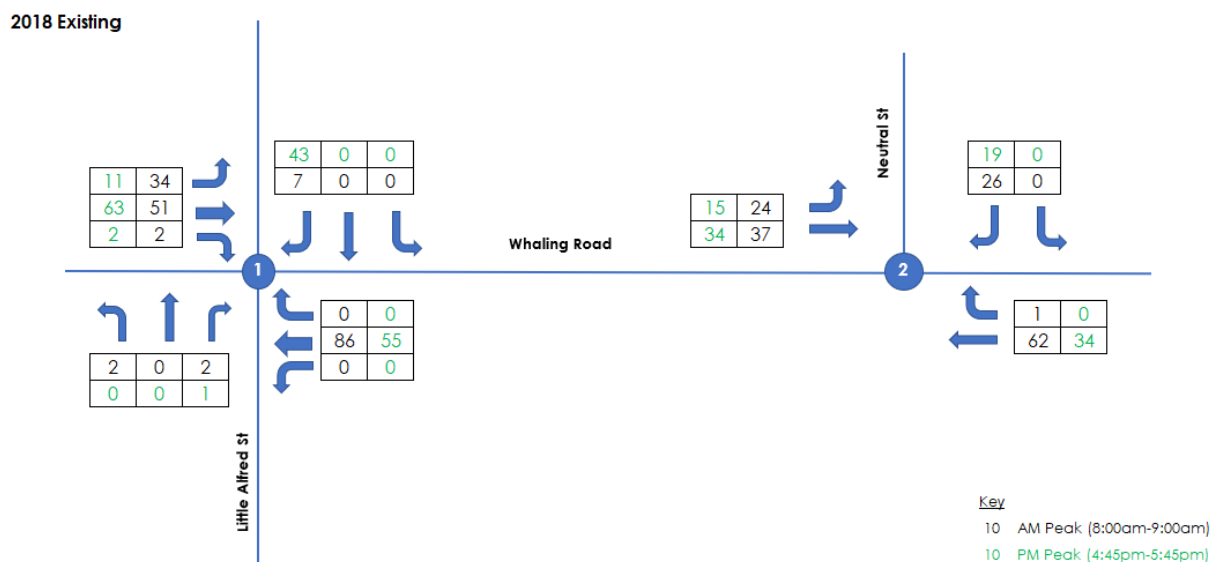 2018 Existing
43 0 0
7 0 0
11 34
63 51
2 2
Neutral St
19 0
26 0
15 24
34 37
Whaling Road
1
2
0 0
86 55
0 0
1 0
62 34
2 0 2
0 0 1
Little Alfred St
Key
10 AM Peak (8:00am-9:00am)
10 PM Peak (4:45pm-5:45pm)